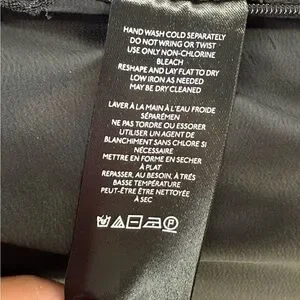 HAND WASH COLD SEPARATELY
DO NOT WRING OR TWIST
USE ONLY NON-CHLORINE
BLEACH
RESHAPE AND LAY FLAT TO DRY
LOW IRON AS NEEDED
MAY BE DRY CLEANED
LAVER À LA MAIN À L'EAU FROIDE
SÉPARÉMEN
NE PAS TORDRE OU ESSORER
UTILISER UN AGENT DE
BLANCHIMENT SANS CHLORE SI
NÉCESSAIRE
METTRE EN FORME EN SECHER
À PLAT
REPASSER, AU BESOIN, À TRÈS
BASSE TEMPÉRATURE
PEUT-ÊTRE ÊTRE NETTOYÉE
À SEC